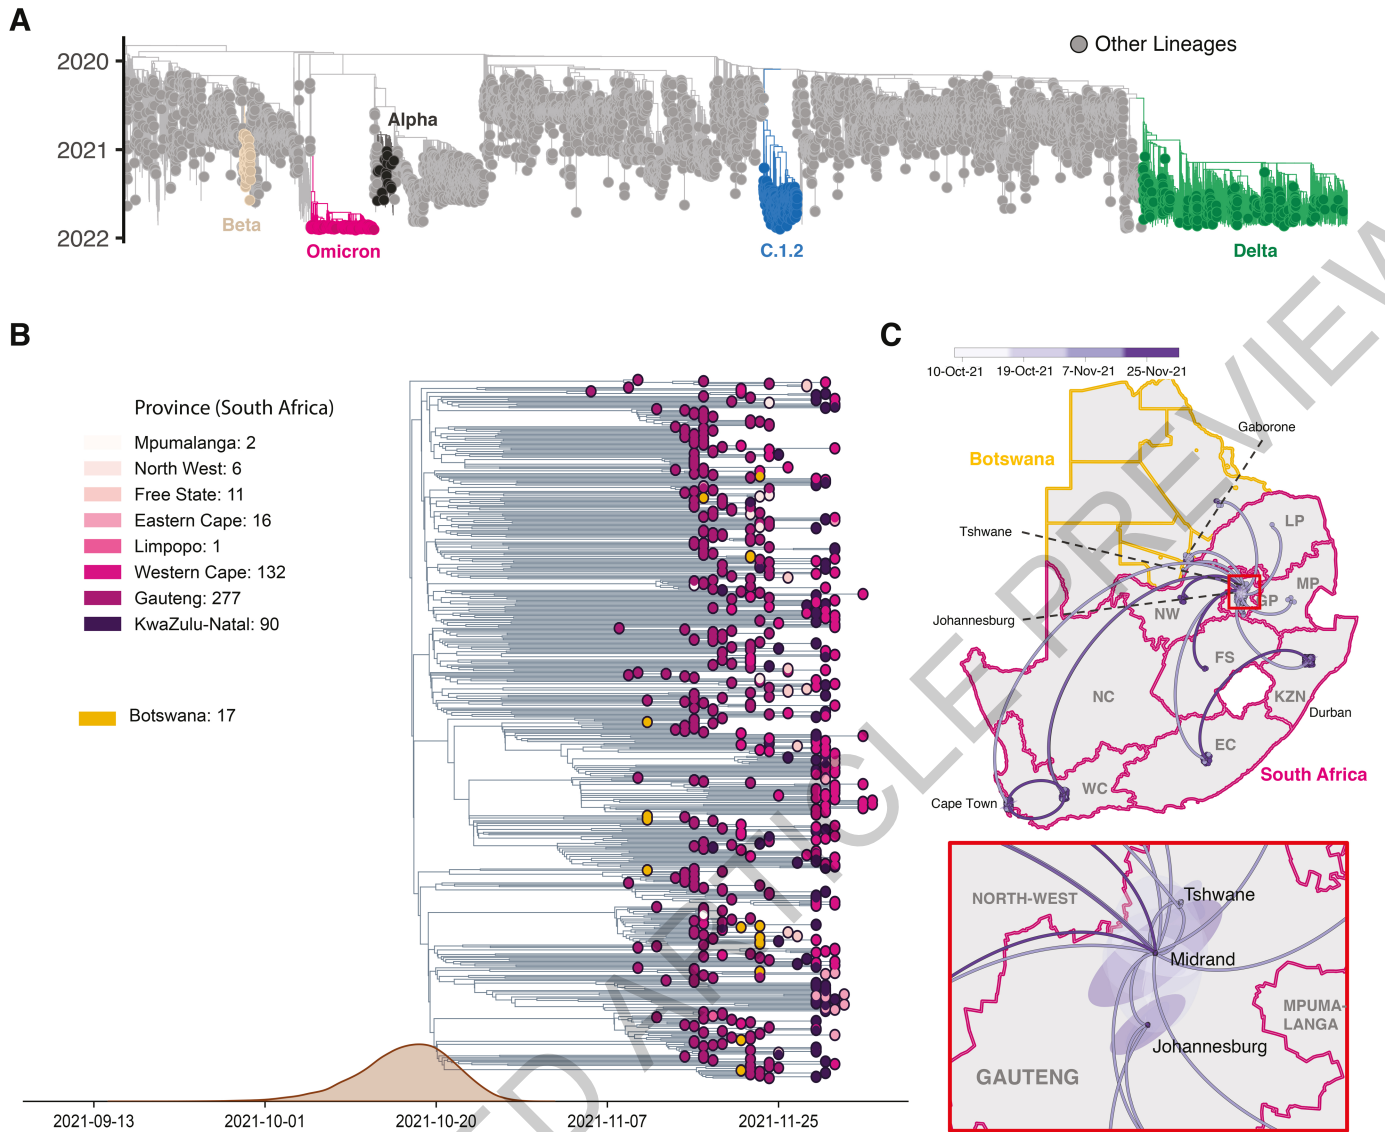 A
2020
2021
2022
Other Lineages
Alpha
Beta
Omicron
C.1.2
Delta
B
Province (South Africa)
Mpumalanga: 2
North West: 6
Free State: 11
Eastern Cape: 16
Limpopo: 1
Western Cape: 132
Gauteng: 277
KwaZulu-Natal: 90
Botswana: 17
2021-09-13
2021-10-01
2021-10-20
2021-11-07
2021-11-25
C
10-Oct-21
19-Oct-21
7-Nov-21
25-Nov-21
Gaborone
Botswana
Tshwane
LP
MP
GP
NW
Johannesburg
FS
NC
KZN
Durban
EC
South Africa
WC
Cape Town
NORTH-WEST
Tshwane
Midrand
MPUMA-
LANGA
Johannesburg
GAUTENG
ED ARTICLE PREVIEW